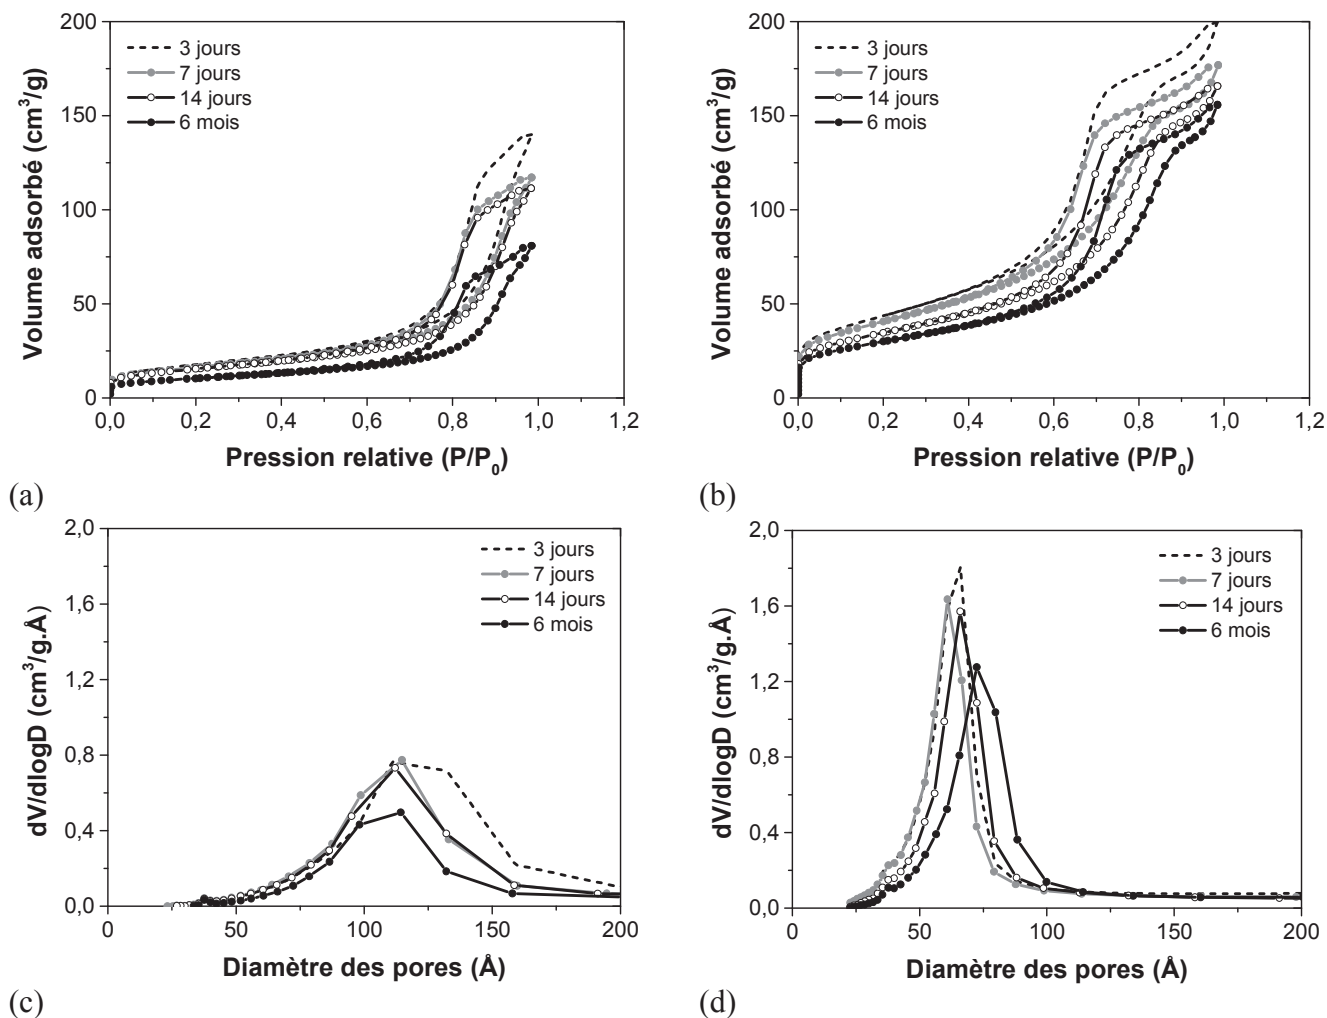 200
150
100
50
0
0,0 0,2 0,4 0,6 0,8 1,0 1,2
Volume adsorbé (cm³/g)
Pression relative (P/P₀)
3 jours
7 jours
14 jours
6 mois
(a)
200
150
100
50
0
0,0 0,2 0,4 0,6 0,8 1,0 1,2
Volume adsorbé (cm³/g)
Pression relative (P/P₀)
3 jours
7 jours
14 jours
6 mois
(b)
2,0
1,6
1,2
0,8
0,4
0,0
0 50 100 150 200
dV/dlogD (cm³/g.Å)
Diamètre des pores (Å)
3 jours
7 jours
14 jours
6 mois
(c)
2,0
1,6
1,2
0,8
0,4
0,0
0 50 100 150 200
dV/dlogD (cm³/g.Å)
Diamètre des pores (Å)
3 jours
7 jours
14 jours
6 mois
(d)